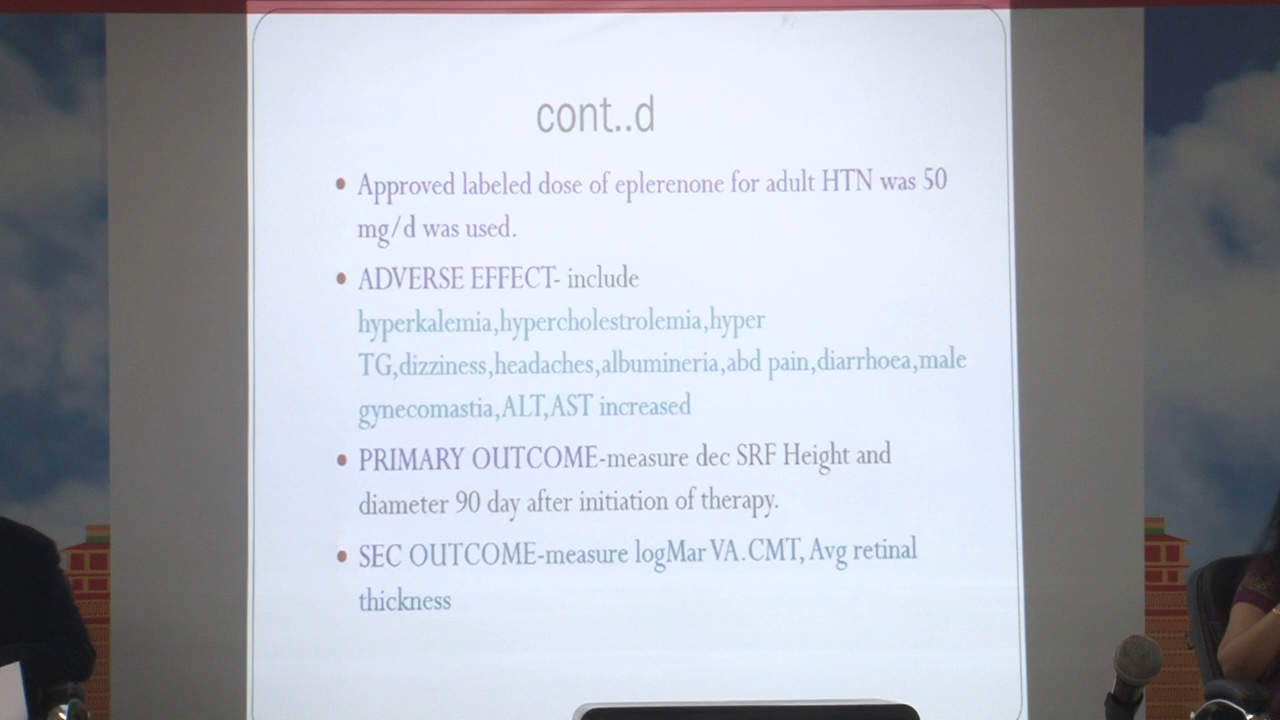 cont..d
• Approved labeled dose of eplerenone for adult HTN was 50
mg/d was used.
• ADVERSE EFFECT- include
hyperkalemia,hypercholestrolemia,hyper
TG,dizziness,headaches,albumineria,abd pain,diarrhoea,male
gynecomastia,ALT,AST increased
• PRIMARY OUTCOME-measure dec SRF Height and
diameter 90 day after initiation of therapy.
• SEC OUTCOME-measure logMar VA.CMT, Avg retinal
thickness